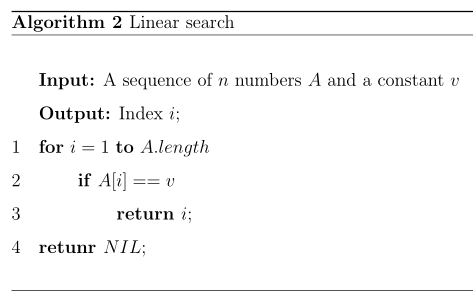 Algorithm 2 Linear search
Input: A sequence of n numbers A and a constant v
Output: Index i;
1 for i = 1 to A.length
2 if A[i] == v
3 return i;
4 retunr NIL;